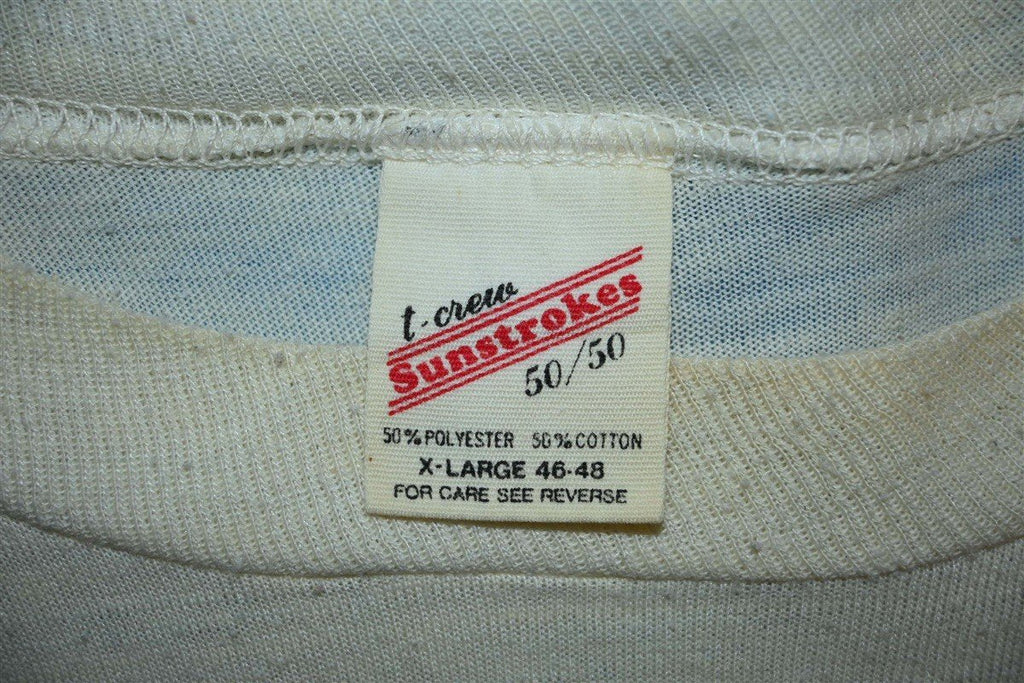 t-crew
Sunstrokes
50/50
50% POLYESTER 50% COTTON
X-LARGE 46-48
FOR CARE SEE REVERSE